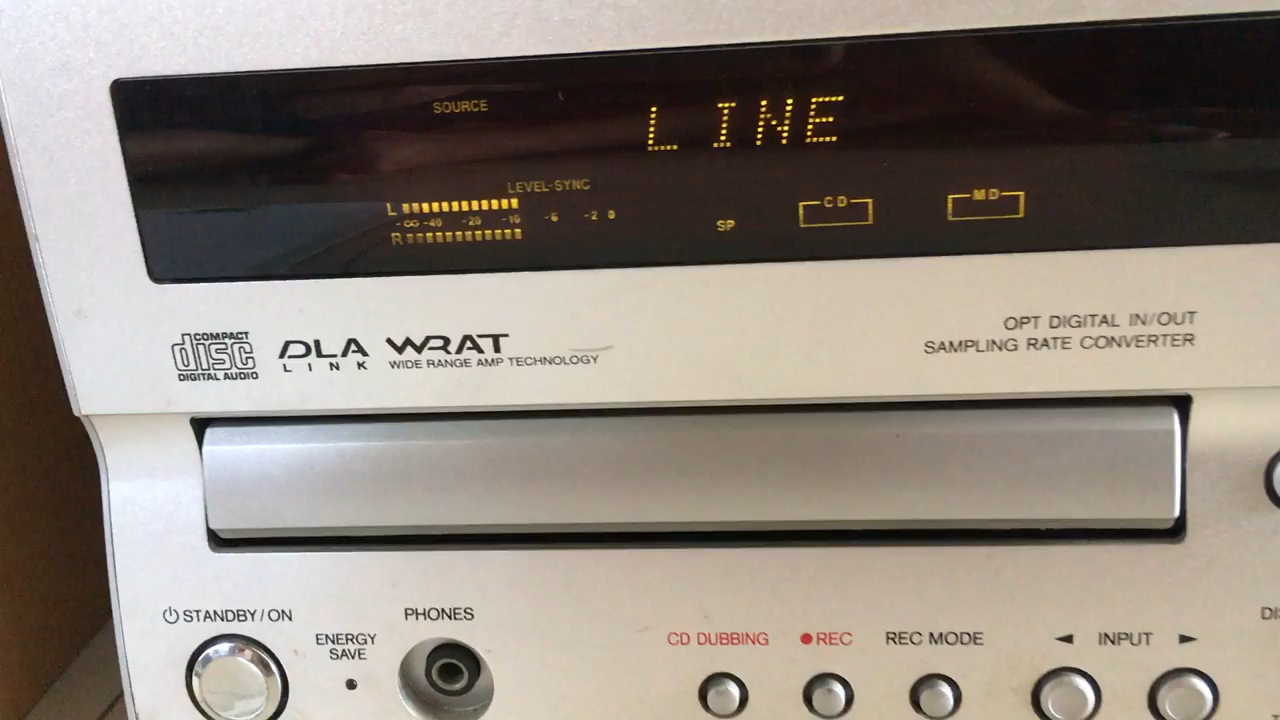 SOURCE
LINE
LEVEL-SYNC
L
-∞ -40 -20 -10 -6 -2 0
R
SP
CD
MD
COMPACT
disc
DIGITAL AUDIO
DLA
LINK
WRAT
WIDE RANGE AMP TECHNOLOGY
OPT DIGITAL IN/OUT
SAMPLING RATE CONVERTER
STANDBY/ON
ENERGY
SAVE
PHONES
CD DUBBING
●REC
REC MODE
◄ INPUT ►